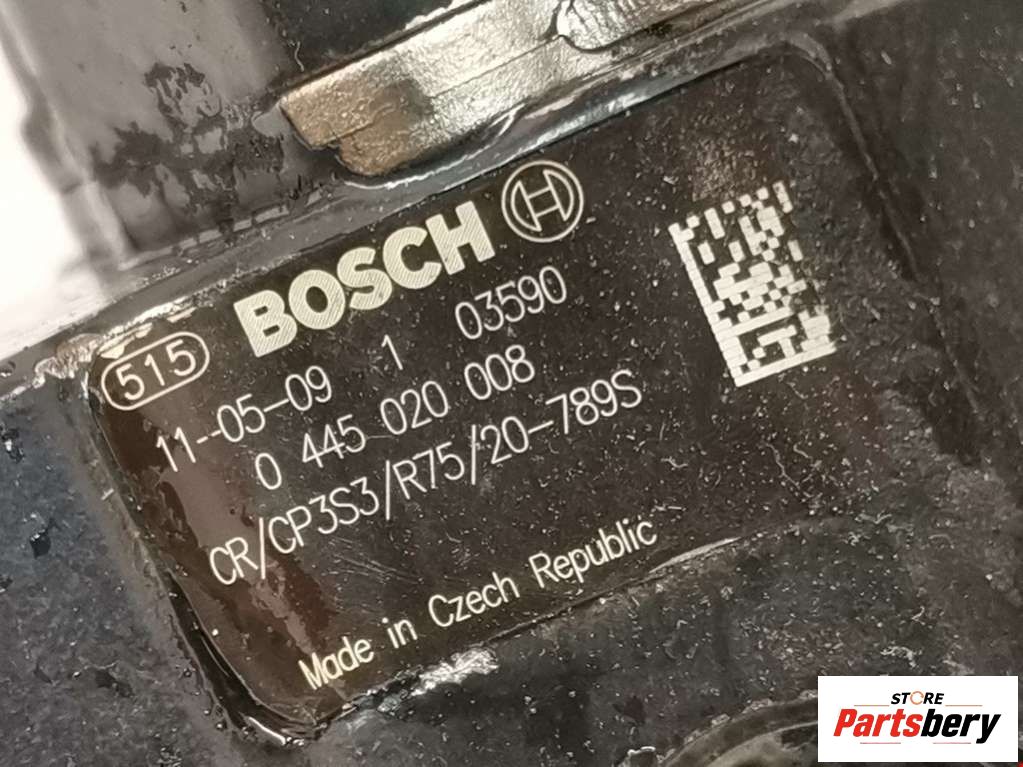 BOSCH
515
11-05-09 1 03590
0 445 020 008
CR/CP3S3/R75/20-789S
Made in Czech Republic
STORE
Partsbery